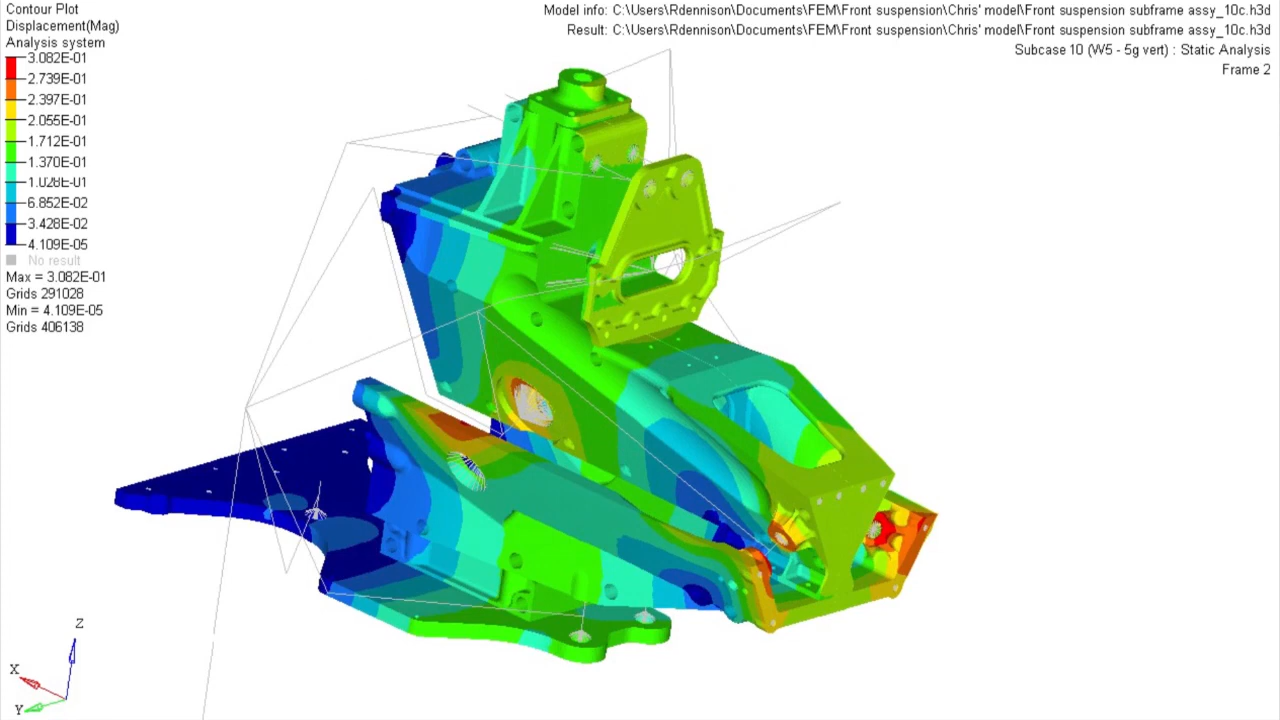 Contour Plot
Displacement(Mag)
Analysis system
3.082E-01
2.739E-01
2.397E-01
2.055E-01
1.712E-01
1.370E-01
1.028E-01
6.852E-02
3.428E-02
4.109E-05
No result
Max = 3.082E-01
Grids 291028
Min = 4.109E-05
Grids 406138
Model info: C:\Users\Rdennison\Documents\FEM\Front suspension\Chris' model\Front suspension subframe assy_10c.h3d
Result: C:\Users\Rdennison\Documents\FEM\Front suspension\Chris' model\Front suspension subframe assy_10c.h3d
Subcase 10 (W5 - 5g vert) : Static Analysis
Frame 2
Z
X
Y